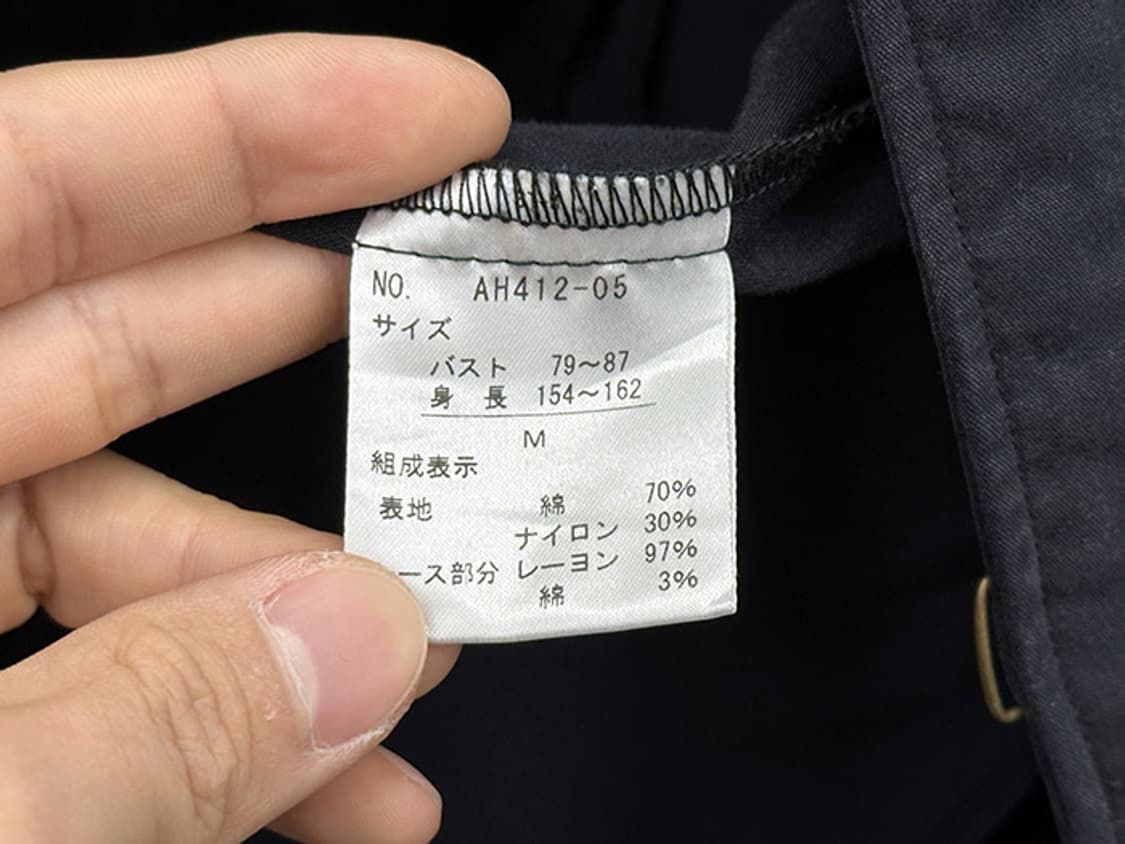 NO. AH412-05
サイズ
バスト 79～87
身長 154～162
M
組成表示
表地 綿 70%
ナイロン 30%
ース部分 レーヨン 97%
綿 3%